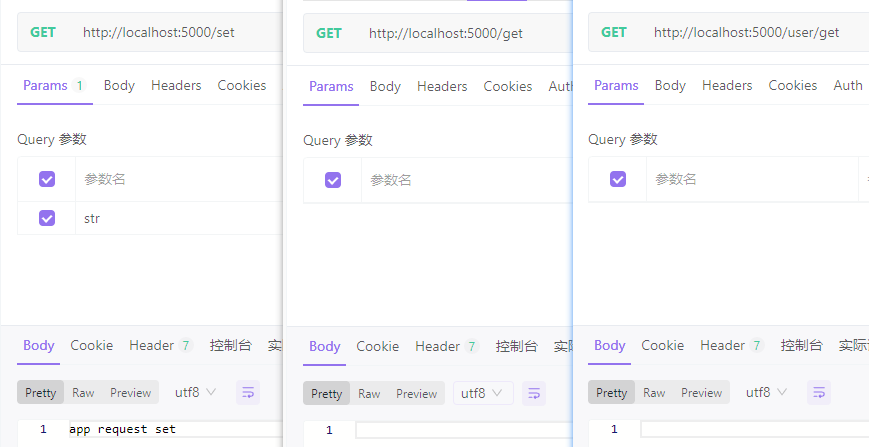 GET http://localhost:5000/set
Params 1 Body Headers Cookies
Query 参数
参数名
str
Body Cookie Header 7 控制台
Pretty Raw Preview utf8
1 app request set
GET http://localhost:5000/get
Params Body Headers Cookies
Query 参数
参数名
Body Cookie Header 7 控制台
Pretty Raw Preview utf8
1
GET http://localhost:5000/user/get
Params Body Headers Cookies Auth
Query 参数
参数名
Body Cookie Header 7 控制台 实际
Pretty Raw Preview utf8
1